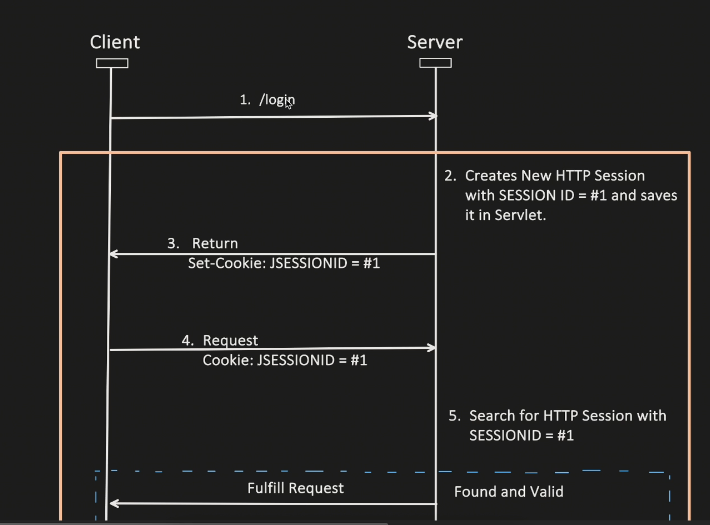 Client
Server
1. /login
2. Creates New HTTP Session
with SESSION ID = #1 and saves
it in Servlet.
3. Return
Set-Cookie: JSESSIONID = #1
4. Request
Cookie: JSESSIONID = #1
5. Search for HTTP Session with
SESSIONID = #1
Fulfill Request
Found and Valid